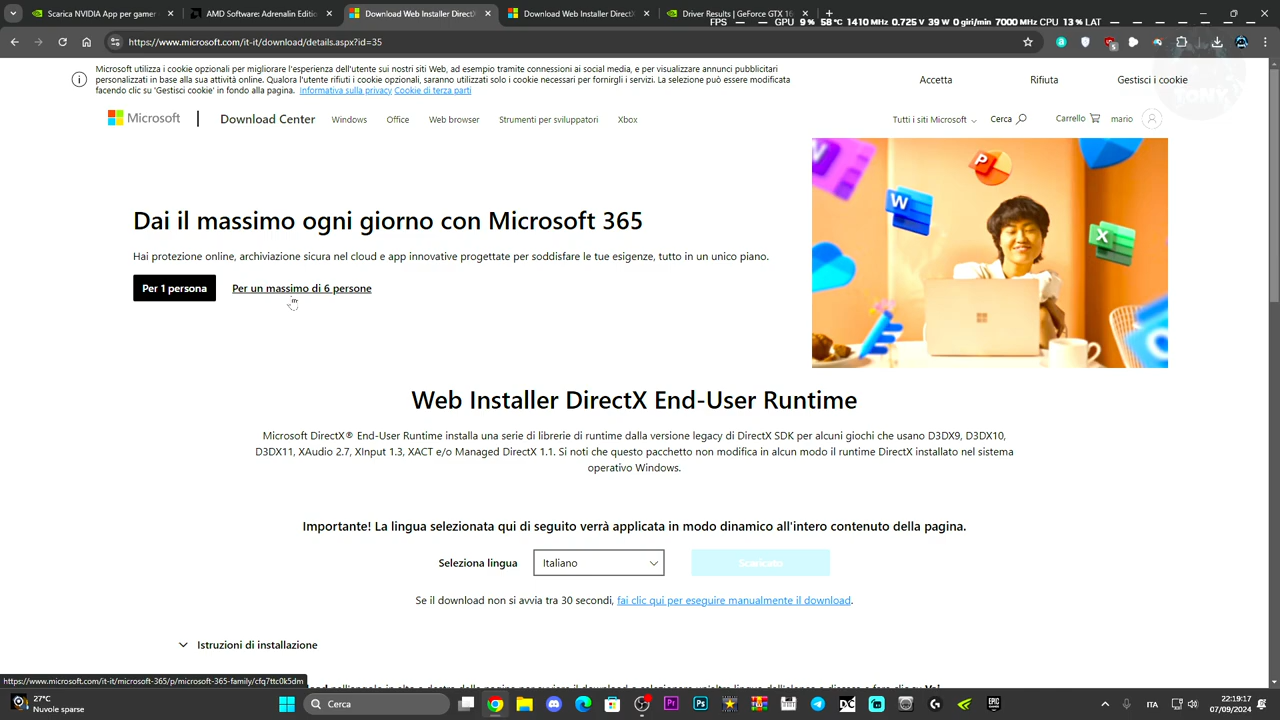 Scarica NVIDIA App per gamer
AMD Software: Adrenalin Editio
Download Web Installer DirectX
Download Web Installer DirectX
Driver Results | GeForce GTX 16
FPS — — GPU 9 % 58 °C 1410 MHz 0.725 V 39 W 0 giri/min 7000 MHz CPU 13 % LAT —
https://www.microsoft.com/it-it/download/details.aspx?id=35
Microsoft utilizza i cookie opzionali per migliorare l'esperienza dell'utente sui nostri siti Web, ad esempio tramite connessioni ai social media, e per visualizzare annunci pubblicitari
personalizzati in base alla sua attività online. Qualora l'utente rifiuti i cookie opzionali, saranno utilizzati solo i cookie necessari per fornirgli i servizi. La selezione può essere modificata
facendo clic su 'Gestisci cookie' in fondo alla pagina. Informativa sulla privacy Cookie di terza parti
Accetta
Rifiuta
Gestisci i cookie
TONY
Microsoft
Download Center
Windows
Office
Web browser
Strumenti per sviluppatori
Xbox
Tutti i siti Microsoft
Cerca
Carrello
mario
Dai il massimo ogni giorno con Microsoft 365
Hai protezione online, archiviazione sicura nel cloud e app innovative progettate per soddisfare le tue esigenze, tutto in un unico piano.
Per 1 persona
Per un massimo di 6 persone
P
W
X
Web Installer DirectX End-User Runtime
Microsoft DirectX® End-User Runtime installa una serie di librerie di runtime dalla versione legacy di DirectX SDK per alcuni giochi che usano D3DX9, D3DX10,
D3DX11, XAudio 2.7, XInput 1.3, XACT e/o Managed DirectX 1.1. Si noti che questo pacchetto non modifica in alcun modo il runtime DirectX installato nel sistema
operativo Windows.
Importante! La lingua selezionata qui di seguito verrà applicata in modo dinamico all'intero contenuto della pagina.
Seleziona lingua
Italiano
Scaricato
Se il download non si avvia tra 30 secondi, fai clic qui per eseguire manualmente il download.
Istruzioni di installazione
https://www.microsoft.com/it-it/microsoft-365/p/microsoft-365-family/cfq7ttc0k5dm
27°C
Nuvole sparse
Cerca
Pr
Ps
EPIC
ITA
22:19:17
07/09/2024